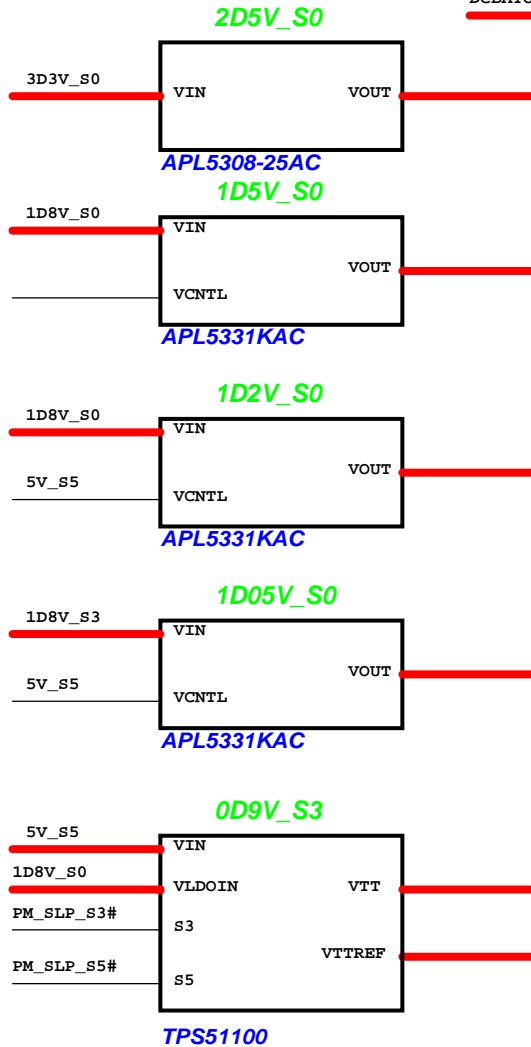 2D5V_S0
3D3V_S0
VIN
VOUT
APL5308-25AC
1D5V_S0
1D8V_S0
VIN
VOUT
VCNTL
APL5331KAC
1D2V_S0
1D8V_S0
VIN
VOUT
5V_S5
VCNTL
APL5331KAC
1D05V_S0
1D8V_S3
VIN
VOUT
5V_S5
VCNTL
APL5331KAC
0D9V_S3
5V_S5
VIN
1D8V_S0
VLDOIN
VTT
PM_SLP_S3#
S3
VTTREF
PM_SLP_S5#
S5
TPS51100